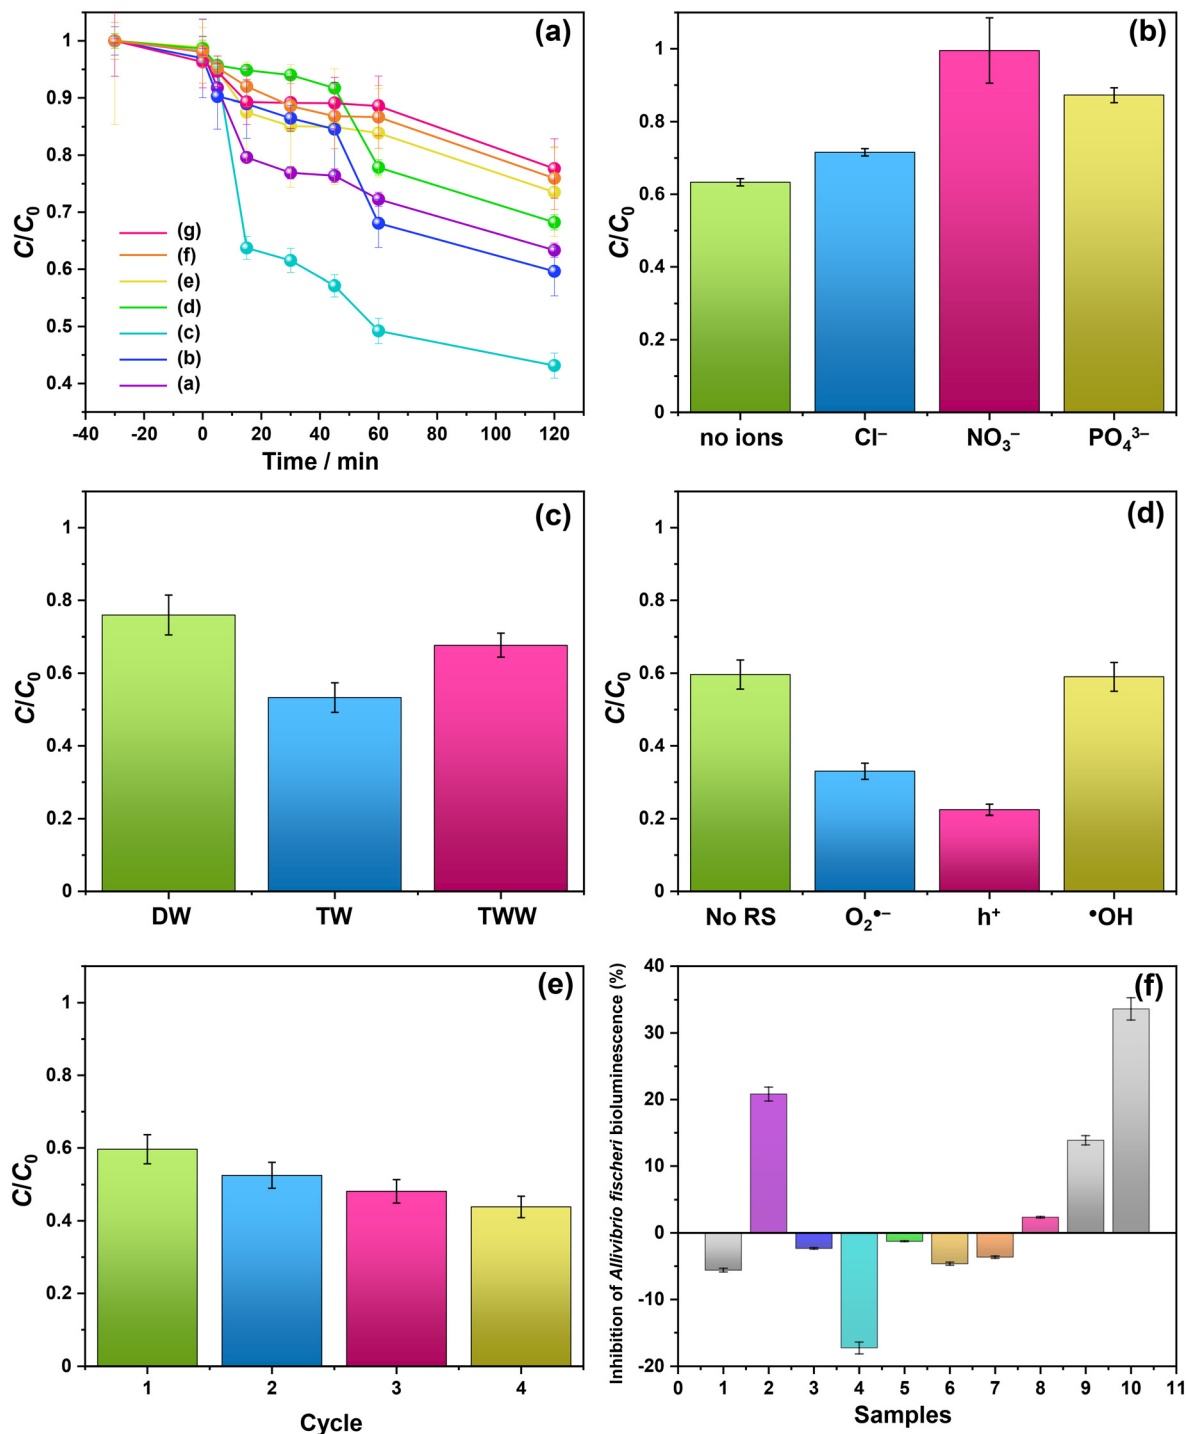 (a)
C/C₀
1
0.9
0.8
0.7
0.6
0.5
0.4
(g)
(f)
(e)
(d)
(c)
(b)
(a)
-40 -20 0 20 40 60 80 100 120
Time / min
(b)
C/C₀
1
0.8
0.6
0.4
0.2
0
no ions Cl⁻ NO₃⁻ PO₄³⁻
(c)
C/C₀
1
0.8
0.6
0.4
0.2
0
DW TW TWW
(d)
C/C₀
1
0.8
0.6
0.4
0.2
0
No RS O₂•⁻ h⁺ •OH
(e)
C/C₀
1
0.8
0.6
0.4
0.2
0
1 2 3 4
Cycle
(f)
Inhibition of Allivibrio fischeri bioluminescence (%)
40
30
20
10
0
-10
-20
0 1 2 3 4 5 6 7 8 9 10 11
Samples